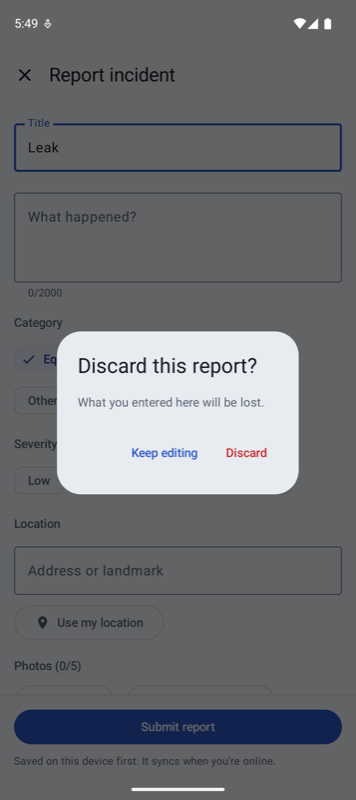 5:49
Report incident
Title
Leak
What happened?
0/2000
Category
Eq
Discard this report?
What you entered here will be lost.
Other
Keep editing
Discard
Severity
Low
Location
Address or landmark
Use my location
Photos (0/5)
Submit report
Saved on this device first. It syncs when you're online.